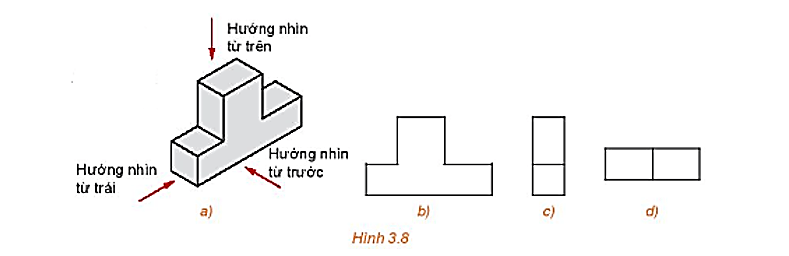 Hướng nhìn
từ trên
Hướng nhìn
từ trái
Hướng nhìn
từ trước
a)
b)
c)
d)
Hình 3.8